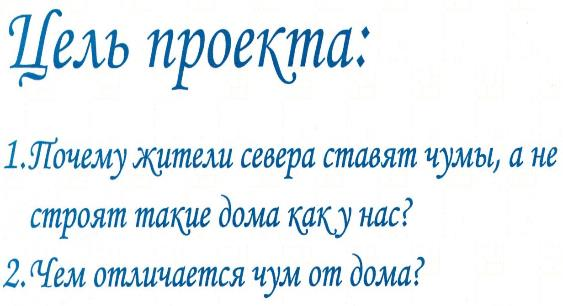 Цель проекта:
1.Почему жители севера ставят чумы, а не
строят такие дома как у нас?
2.Чем отличается чум от дома?